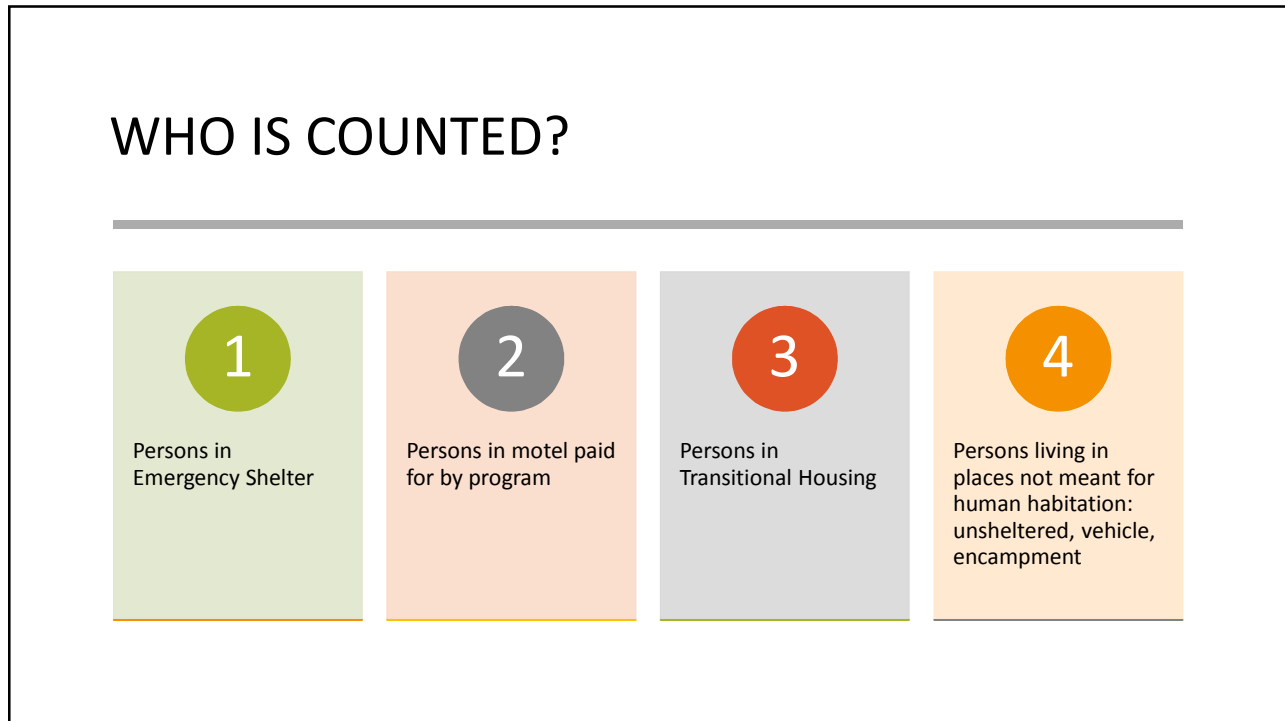 WHO IS COUNTED?
1
Persons in
Emergency Shelter
2
Persons in motel paid
for by program
3
Persons in
Transitional Housing
4
Persons living in
places not meant for
human habitation:
unsheltered, vehicle,
encampment